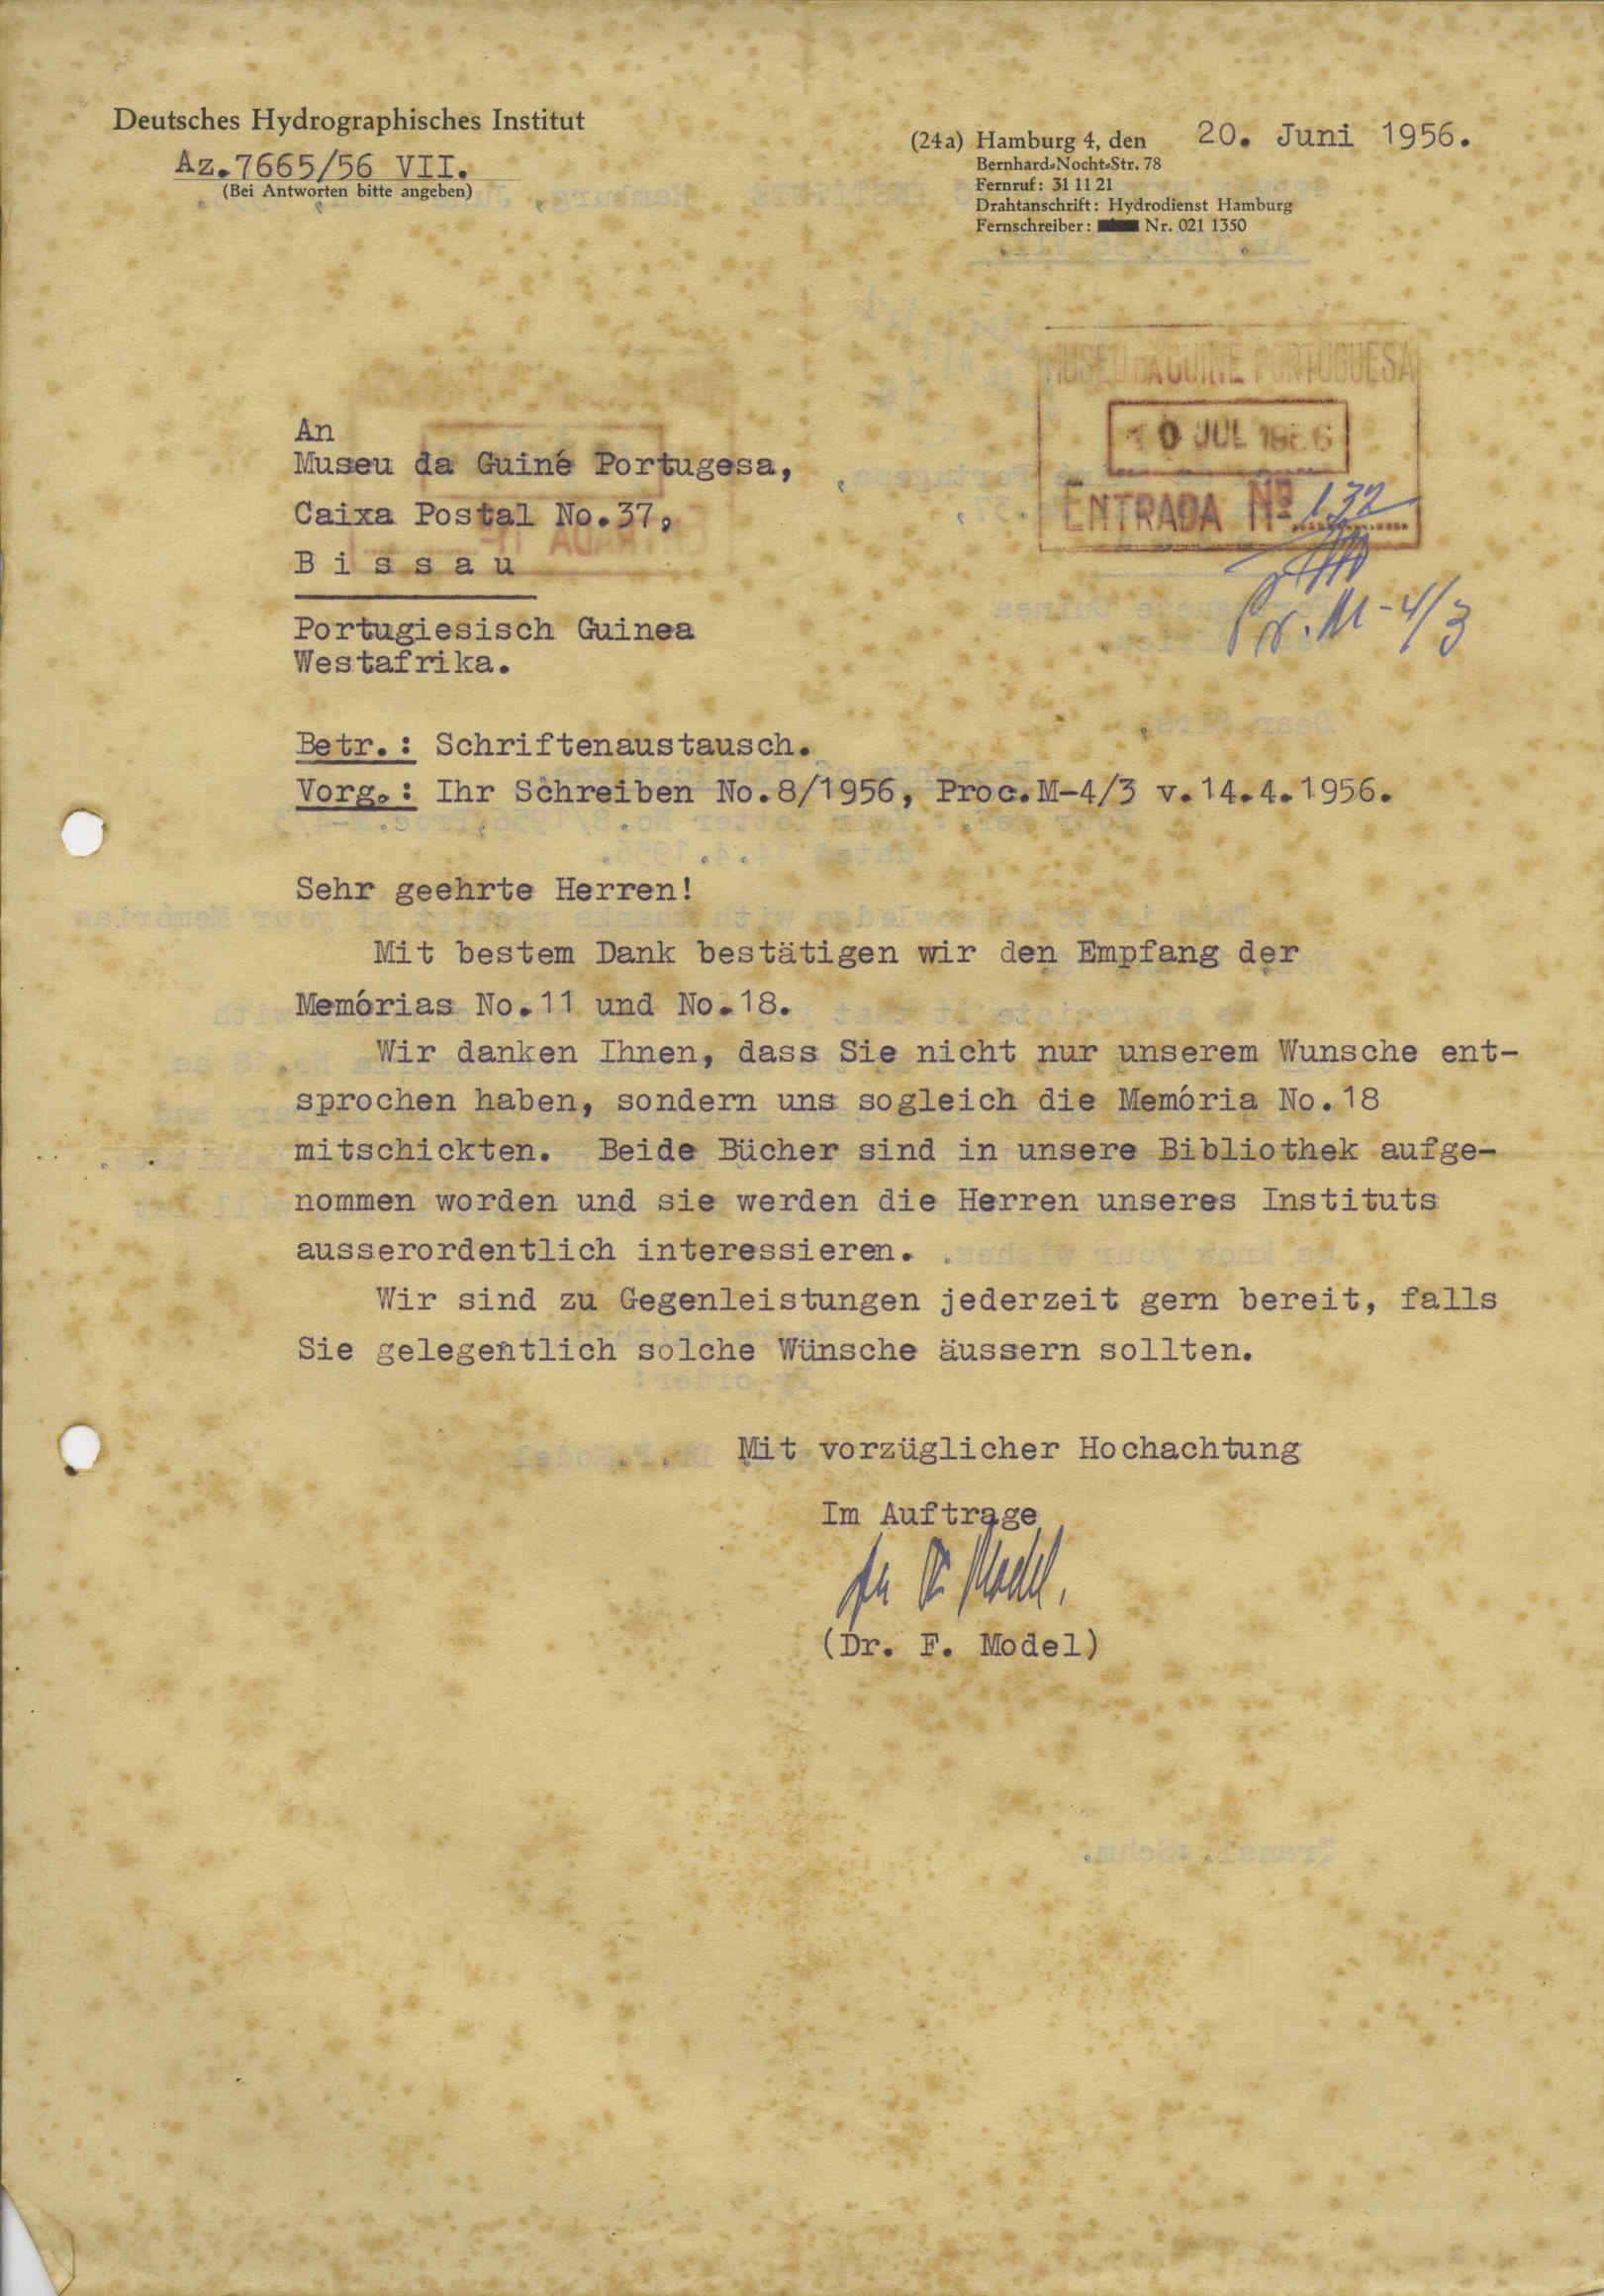 Deutsches Hydrographisches Institut
Az.7665/56 VII.
(Bei Antworten bitte angeben)
(24a) Hamburg 4, den 20. Juni 1956.
Bernhard-Nocht-Str. 78
Fernruf: 31 11 21
Drahtanschrift: Hydrodienst Hamburg
Fernschreiber: Nr. 021 1350
MUSEU DA GUINÉ PORTUGUESA
10 JUL 1956
ENTRADA Nº 132
Pr. M-4/3
An
Museu da Guiné Portugesa,
Caixa Postal No.37,
B i s s a u
Portugiesisch Guinea
Westafrika.
Betr.: Schriftenaustausch.
Vorg.: Ihr Schreiben No.8/1956, Proc.M-4/3 v.14.4.1956.
Sehr geehrte Herren!
Mit bestem Dank bestätigen wir den Empfang der
Memórias No.11 und No.18.
Wir danken Ihnen, dass Sie nicht nur unserem Wunsche ent-
sprochen haben, sondern uns sogleich die Memória No.18
mitschickten. Beide Bücher sind in unsere Bibliothek aufge-
nommen worden und sie werden die Herren unseres Instituts
ausserordentlich interessieren.
Wir sind zu Gegenleistungen jederzeit gern bereit, falls
Sie gelegentlich solche Wünsche äussern sollten.
Mit vorzüglicher Hochachtung
Im Auftrage
Model.
(Dr. F. Model)